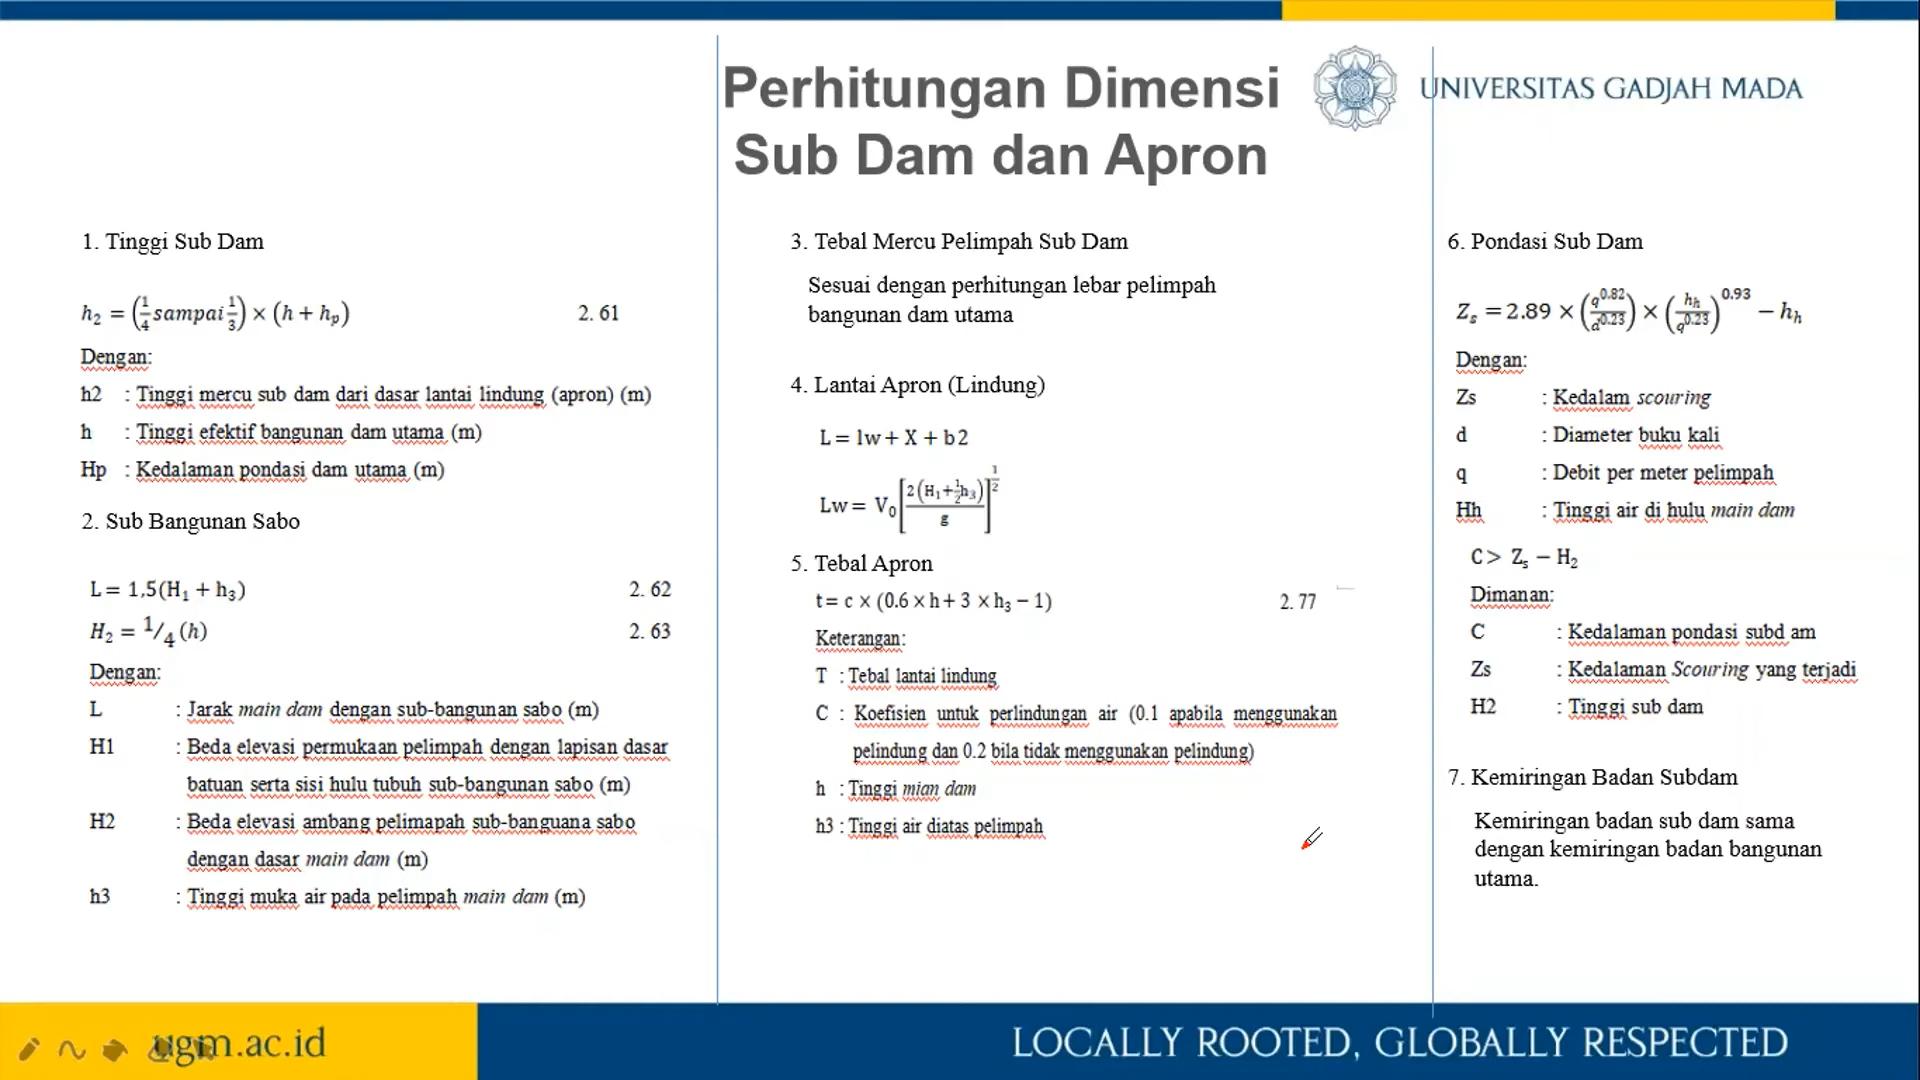 Perhitungan Dimensi
Sub Dam dan Apron
UNIVERSITAS GADJAH MADA
1. Tinggi Sub Dam
h₂ = (1/4 sampai 1/3) × (h + hₚ) 2. 61
Dengan:
h2 : Tinggi mercu sub dam dari dasar lantai lindung (apron) (m)
h : Tinggi efektif bangunan dam utama (m)
Hp : Kedalaman pondasi dam utama (m)
2. Sub Bangunan Sabo
L = 1,5(H₁ + h₃) 2. 62
H₂ = 1/4 (h) 2. 63
Dengan:
L : Jarak main dam dengan sub-bangunan sabo (m)
H1 : Beda elevasi permukaan pelimpah dengan lapisan dasar
batuan serta sisi hulu tubuh sub-bangunan sabo (m)
H2 : Beda elevasi ambang pelimapah sub-banguana sabo
dengan dasar main dam (m)
h3 : Tinggi muka air pada pelimpah main dam (m)
3. Tebal Mercu Pelimpah Sub Dam
Sesuai dengan perhitungan lebar pelimpah
bangunan dam utama
4. Lantai Apron (Lindung)
L = lw + X + b2
Lw = V₀ [2(H₁+1/2h₃)/g]^1/2
5. Tebal Apron
t = c × (0.6 × h + 3 × h₃ − 1) 2. 77
Keterangan:
T : Tebal lantai lindung
C : Koefisien untuk perlindungan air (0.1 apabila menggunakan
pelindung dan 0.2 bila tidak menggunakan pelindung)
h : Tinggi mian dam
h3 : Tinggi air diatas pelimpah
6. Pondasi Sub Dam
Zₛ = 2.89 × (q^0.82/d^0.23) × (hₕ/q^0.23)^0.93 − hₕ
Dengan:
Zs : Kedalam scouring
d : Diameter buku kali
q : Debit per meter pelimpah
Hh : Tinggi air di hulu main dam
C > Zₛ − H₂
Dimanan:
C : Kedalaman pondasi subd am
Zs : Kedalaman Scouring yang terjadi
H2 : Tinggi sub dam
7. Kemiringan Badan Subdam
Kemiringan badan sub dam sama
dengan kemiringan badan bangunan
utama.
ugm.ac.id
LOCALLY ROOTED, GLOBALLY RESPECTED